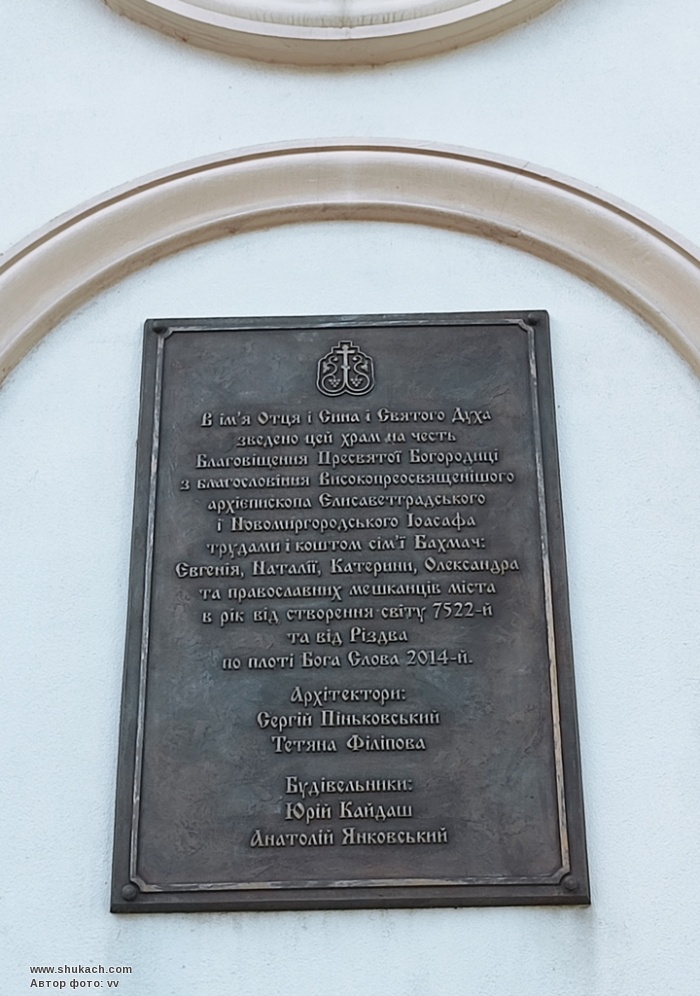 В ім'я Отця і Сина і Святого Духа
зведено цей храм на честь
Благовіщення Пресвятої Богородиці
з благословіння Високопреосвященішого
архієпископа Єлисаветградського
і Новомиргородського Іоасафа
трудами і коштом сім'ї Бахмач:
Євгенія, Наталії, Катерини, Олександра
та православних мешканців міста
в рік від створення світу 7522-й
та від Різдва
по плоті Бога Слова 2014-й.
Архітектори:
Сергій Піньковський
Тетяна Філіпова
Будівельники:
Юрій Кайдаш
Анатолій Янковський
www.shukach.com
Автор фото: vv